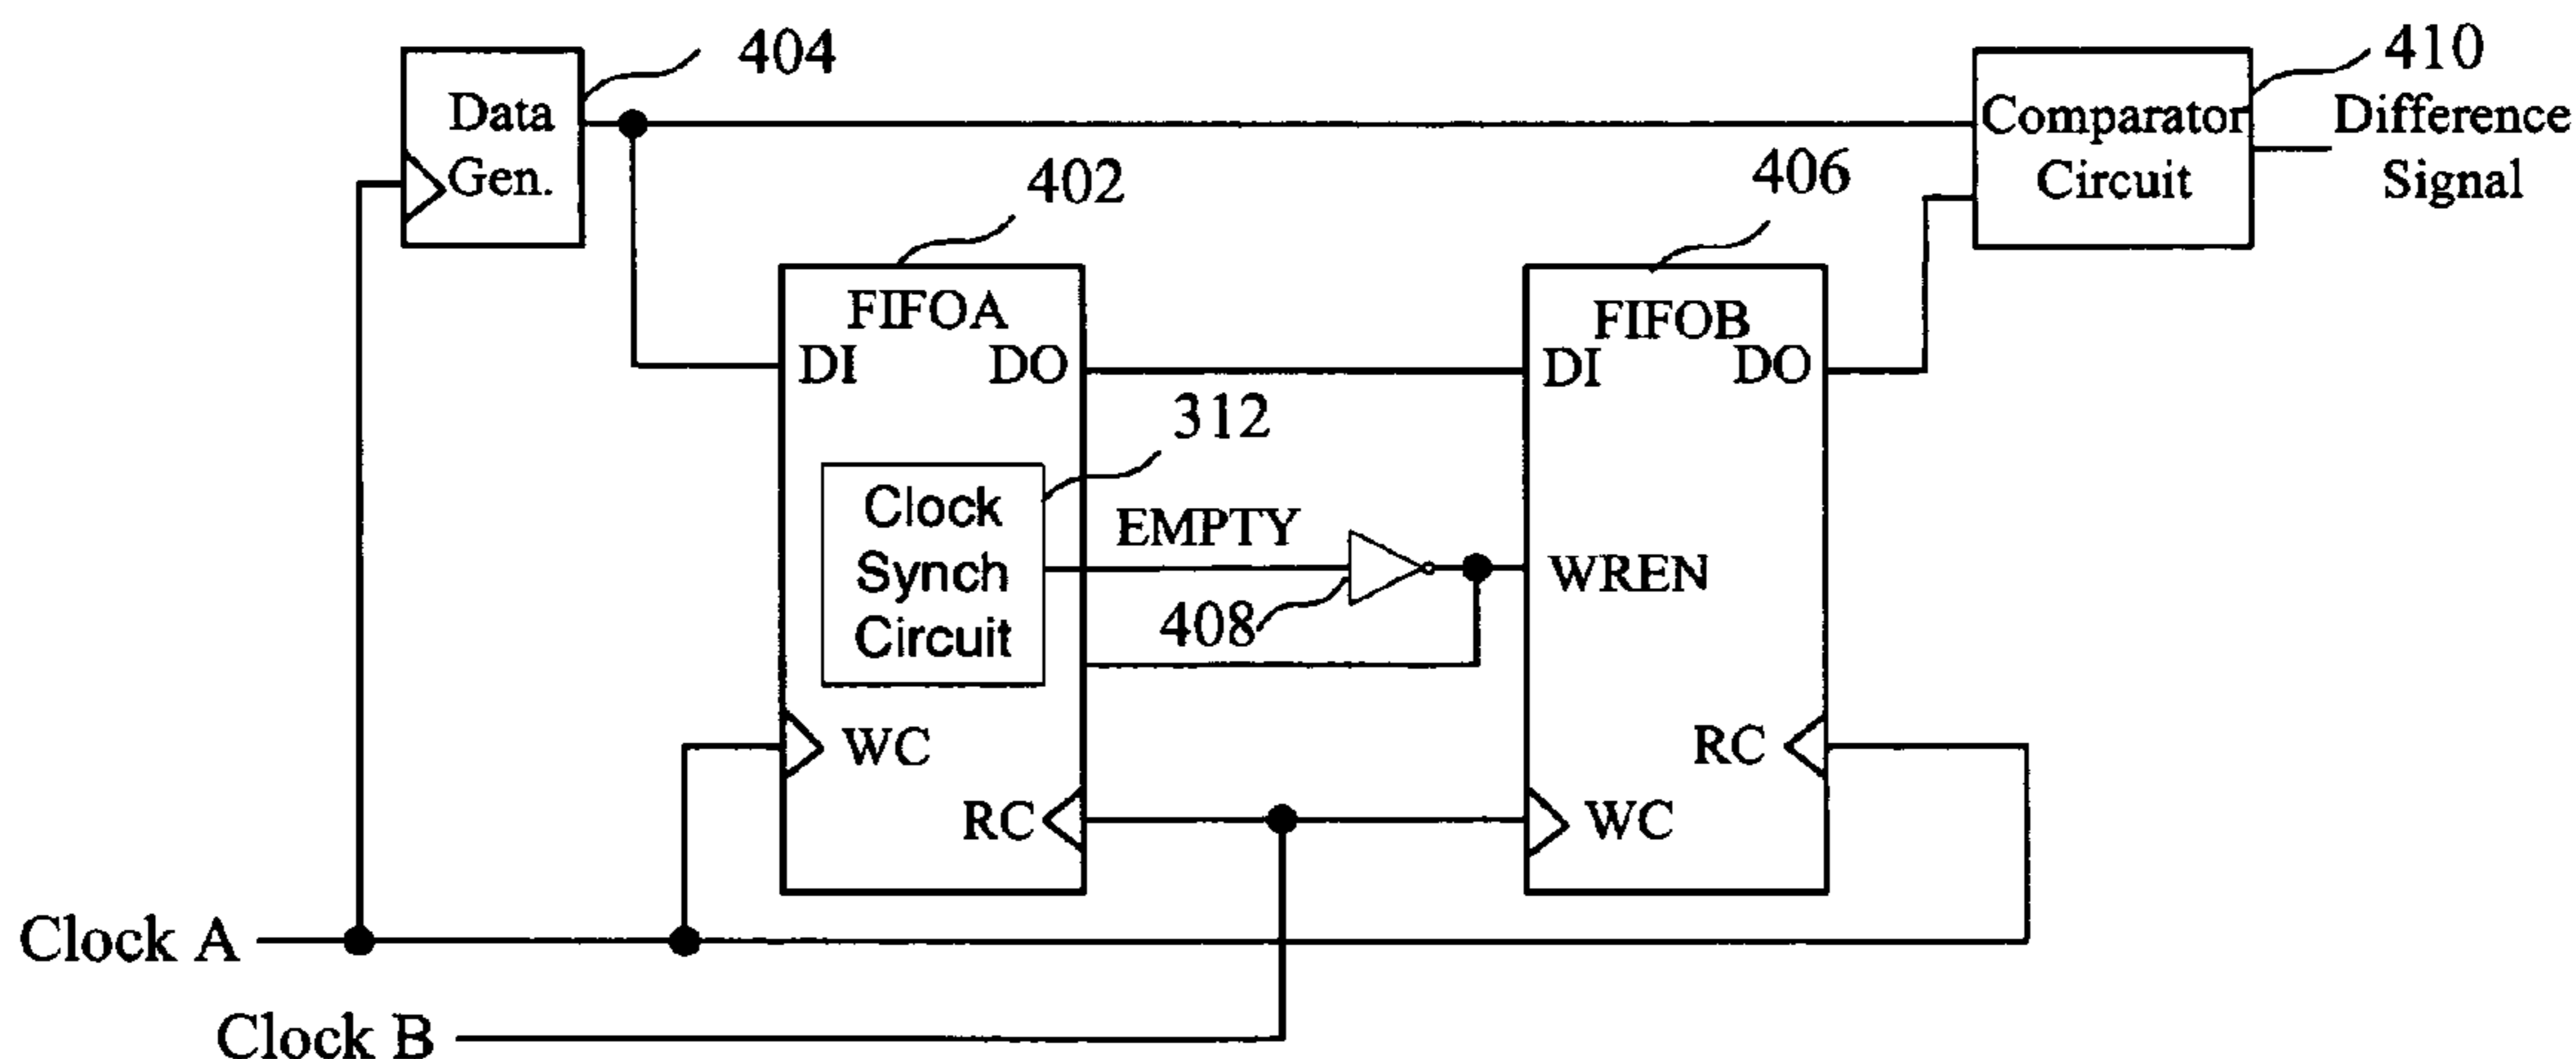 404
Data
Gen.
410
Comparator
Circuit
Difference
Signal
402
406
FIFOA
DI
DO
FIFOB
DI
DO
312
Clock
Synch
Circuit
EMPTY
408
WREN
WC
RC
RC
WC
Clock A
Clock B